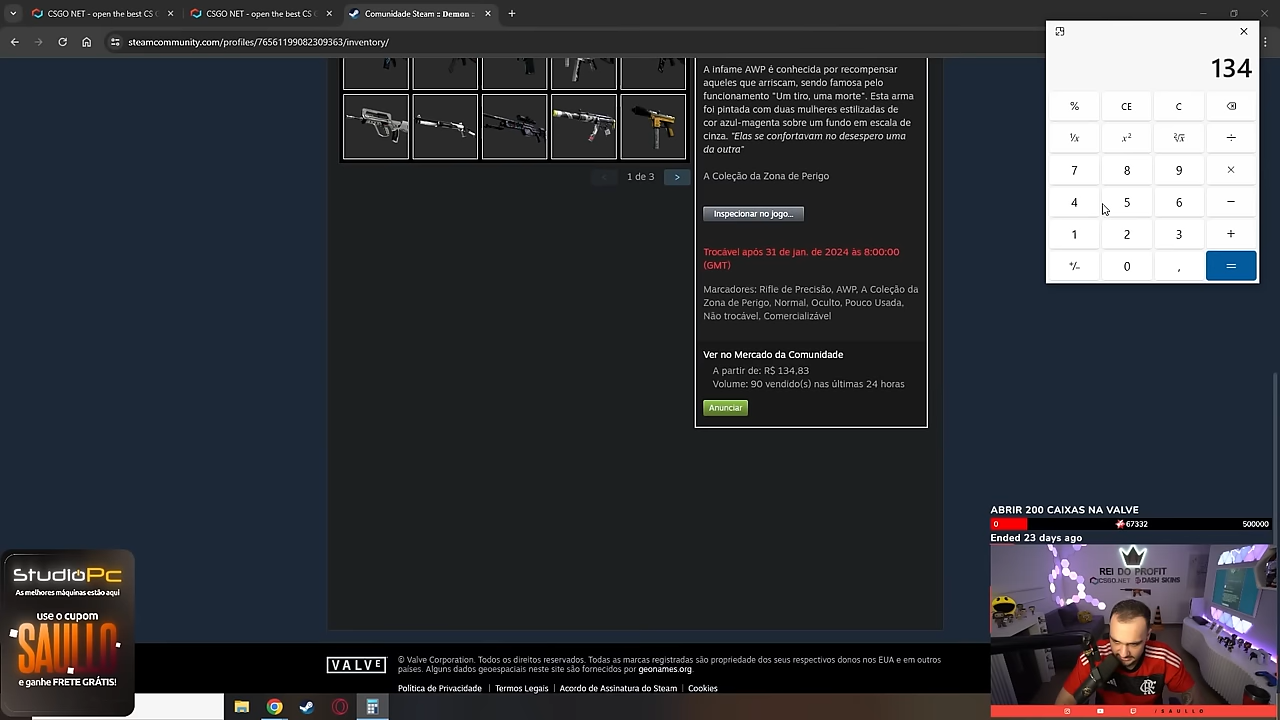 CSGO NET - open the best CS
CSGO NET - open the best CS
Comunidade Steam :: Demon ::
steamcommunity.com/profiles/76561199082309363/inventory/
A infame AWP é conhecida por recompensar
aqueles que arriscam, sendo famosa pelo
funcionamento "Um tiro, uma morte". Esta arma
foi pintada com duas mulheres estilizadas de
cor azul-magenta sobre um fundo em escala de
cinza. "Elas se confortavam no desespero uma
da outra"
A Coleção da Zona de Perigo
1 de 3 >
Inspecionar no jogo...
Trocável após 31 de jan. de 2024 às 8:00:00
(GMT)
Marcadores: Rifle de Precisão, AWP, A Coleção da
Zona de Perigo, Normal, Oculto, Pouco Usada,
Não trocável, Comercializável
Ver no Mercado da Comunidade
A partir de: R$ 134,83
Volume: 90 vendido(s) nas últimas 24 horas
Anunciar
134
% CE C
¹/x x² ²√x ÷
7 8 9 ×
4 5 6 −
1 2 3 +
+/− 0 , =
ABRIR 200 CAIXAS NA VALVE
0 67332 500000
Ended 23 days ago
REI DO PROFIT
CSGO.NET DASH SKINS
/SAULLO
StudioPc
As melhores máquinas estão aqui
use o cupom
SAULLO
e ganhe FRETE GRÁTIS!
VALVE
© Valve Corporation. Todos os direitos reservados. Todas as marcas registradas são propriedade dos seus respectivos donos nos EUA e em outros
países. Alguns dados geoespaciais neste site são fornecidos por geonames.org.
Política de Privacidade | Termos Legais | Acordo de Assinatura do Steam | Cookies